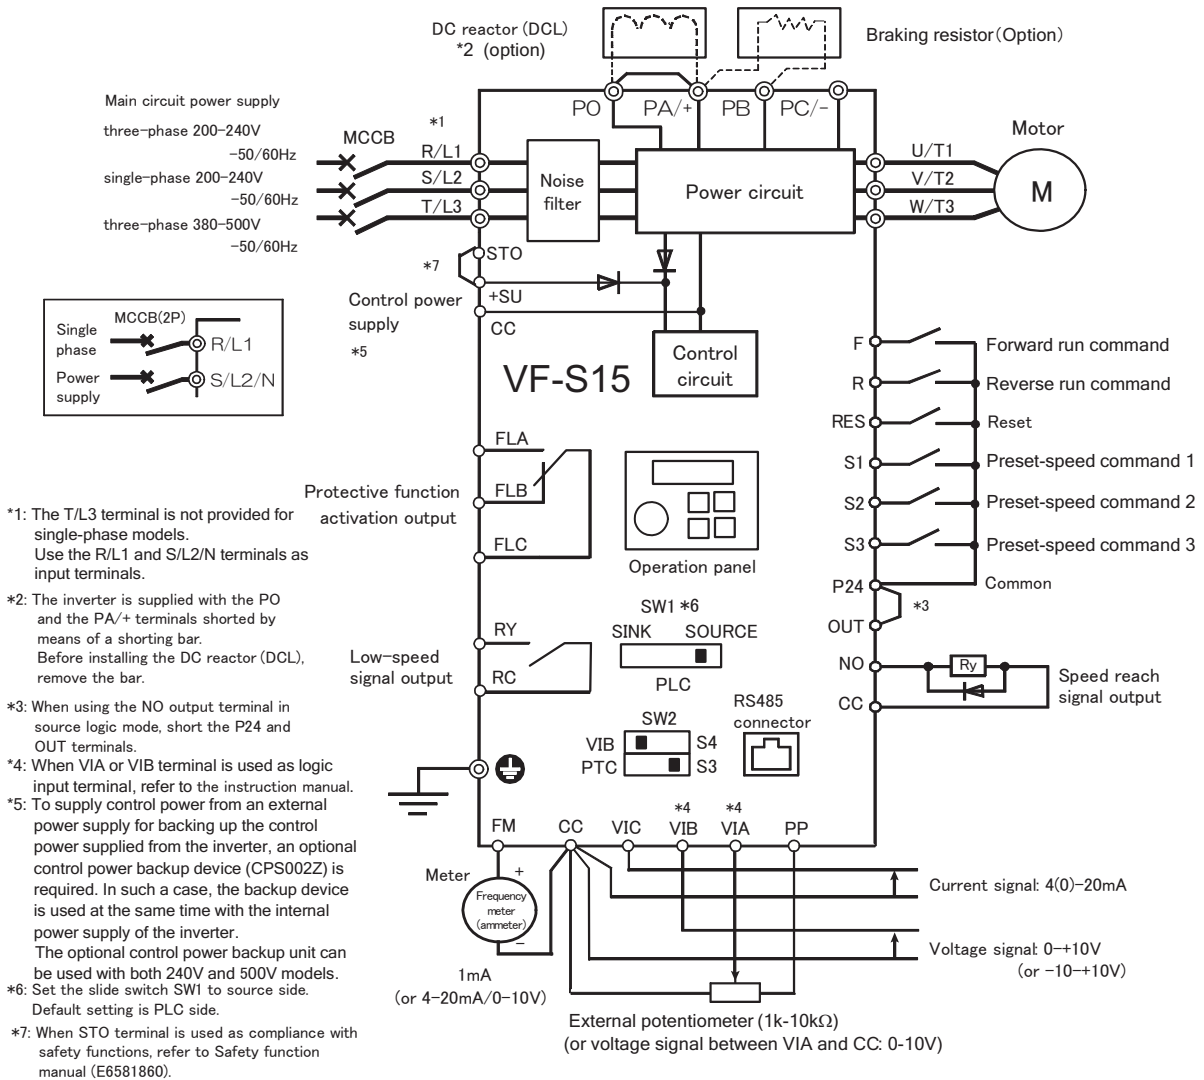 DC reactor (DCL)
*2 (option)
Braking resistor(Option)
PO
PA/+
PB
PC/-
Main circuit power supply
three-phase 200-240V
-50/60Hz
single-phase 200-240V
-50/60Hz
three-phase 380-500V
-50/60Hz
MCCB
*1
R/L1
S/L2
T/L3
Noise
filter
Power circuit
U/T1
V/T2
W/T3
Motor
M
STO
*7
+SU
CC
Control power
supply
*5
Control
circuit
VF-S15
Single
phase
Power
supply
MCCB(2P)
R/L1
S/L2/N
F
Forward run command
R
Reverse run command
RES
Reset
S1
Preset-speed command 1
S2
Preset-speed command 2
S3
Preset-speed command 3
P24
Common
*3
OUT
NO
Ry
CC
Speed reach
signal output
FLA
FLB
FLC
Protective function
activation output
Operation panel
SW1 *6
SINK
SOURCE
PLC
RY
RC
Low-speed
signal output
SW2
VIB
S4
PTC
S3
RS485
connector
FM
CC
VIC
*4
VIB
*4
VIA
PP
Meter
+
Frequency
meter
(ammeter)
−
1mA
(or 4-20mA/0-10V)
Current signal: 4(0)-20mA
Voltage signal: 0-+10V
(or -10-+10V)
External potentiometer (1k-10kΩ)
(or voltage signal between VIA and CC: 0-10V)
*1: The T/L3 terminal is not provided for
single-phase models.
Use the R/L1 and S/L2/N terminals as
input terminals.
*2: The inverter is supplied with the PO
and the PA/+ terminals shorted by
means of a shorting bar.
Before installing the DC reactor (DCL),
remove the bar.
*3: When using the NO output terminal in
source logic mode, short the P24 and
OUT terminals.
*4: When VIA or VIB terminal is used as logic
input terminal, refer to the instruction manual.
*5: To supply control power from an external
power supply for backing up the control
power supplied from the inverter, an optional
control power backup device (CPS002Z) is
required. In such a case, the backup device
is used at the same time with the internal
power supply of the inverter.
The optional control power backup unit can
be used with both 240V and 500V models.
*6: Set the slide switch SW1 to source side.
Default setting is PLC side.
*7: When STO terminal is used as compliance with
safety functions, refer to Safety function
manual (E6581860).